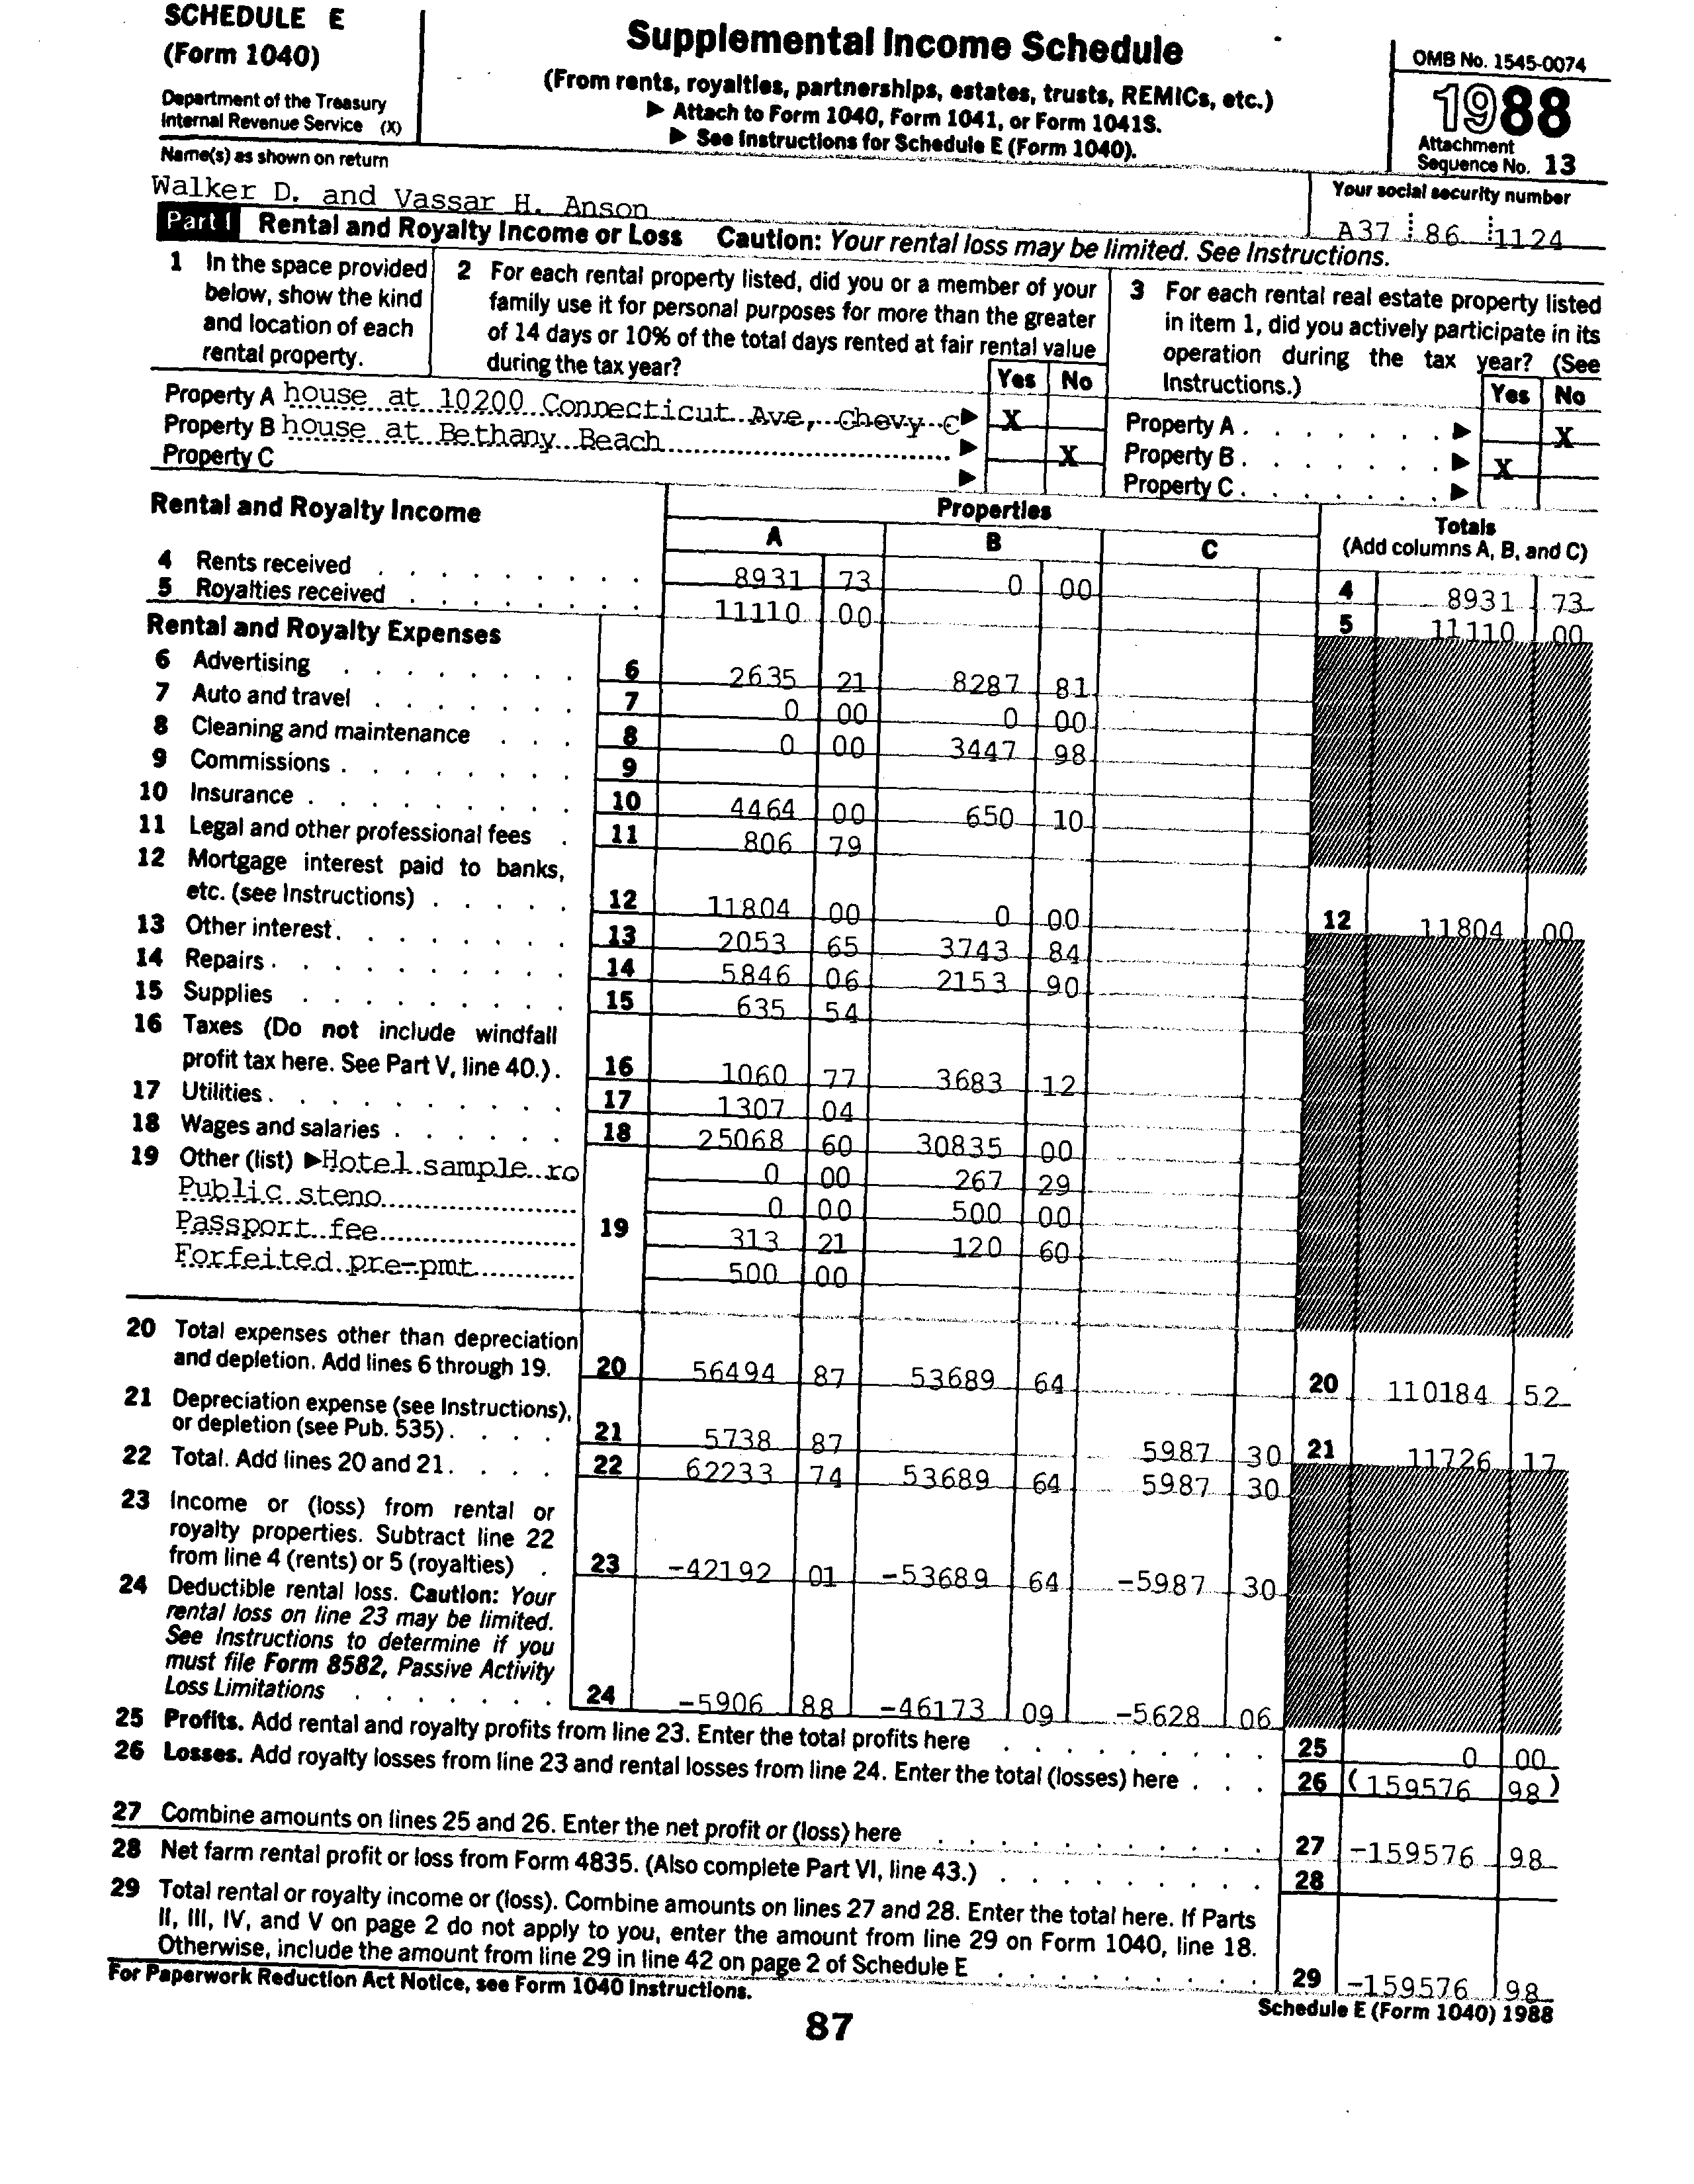 SCHEDULE E
(Form 1040)
Department of the Treasury
Internal Revenue Service (X)
Supplemental Income Schedule
(From rents, royalties, partnerships, estates, trusts, REMICs, etc.)
▶ Attach to Form 1040, Form 1041, or Form 1041S.
▶ See Instructions for Schedule E (Form 1040).
OMB No. 1545-0074
1988
Attachment
Sequence No. 13
Name(s) as shown on return
Walker D. and Vassar H. Anson
Your social security number
A37 86 1124
Part I Rental and Royalty Income or Loss Caution: Your rental loss may be limited. See Instructions.
1 In the space provided
below, show the kind
and location of each
rental property.
2 For each rental property listed, did you or a member of your
family use it for personal purposes for more than the greater
of 14 days or 10% of the total days rented at fair rental value
during the tax year?
Yes No
3 For each rental real estate property listed
in item 1, did you actively participate in its
operation during the tax year? (See
Instructions.)
Yes No
Property A house at 10200 Connecticut Ave, Chevy C▶ X
Property B house at Bethany Beach ▶ X
Property C ▶
Property A . . . . . . . ▶ X
Property B . . . . . . . ▶ X
Property C . . . . . . . ▶
Rental and Royalty Income
Properties
A B C
Totals
(Add columns A, B, and C)
4 Rents received 8931 73 0 00 4 8931 73
5 Royalties received 11110 00 5 11110 00
Rental and Royalty Expenses
6 Advertising 6 2635 21 8287 81
7 Auto and travel 7 0 00 0 00
8 Cleaning and maintenance 8 0 00 3447 98
9 Commissions 9
10 Insurance 10 4464 00 650 10
11 Legal and other professional fees 11 806 79
12 Mortgage interest paid to banks,
etc. (see Instructions) 12 11804 00 0 00 12 11804 00
13 Other interest 13 2053 65 3743 84
14 Repairs 14 5846 06 2153 90
15 Supplies 15 635 54
16 Taxes (Do not include windfall
profit tax here. See Part V, line 40.) 16 1060 77 3683 12
17 Utilities 17 1307 04
18 Wages and salaries 18 25068 60 30835 00
19 Other (list) ▶Hotel sample ro 0 00 267 29
Public steno 0 00 500 00
Passport fee 19 313 21 120 60
Forfeited pre-pmt 500 00
20 Total expenses other than depreciation
and depletion. Add lines 6 through 19. 20 56494 87 53689 64 20 110184 52
21 Depreciation expense (see Instructions),
or depletion (see Pub. 535) 21 5738 87 5987 30 21 11726 17
22 Total. Add lines 20 and 21. 22 62233 74 53689 64 5987 30
23 Income or (loss) from rental or
royalty properties. Subtract line 22
from line 4 (rents) or 5 (royalties) 23 -42192 01 -53689 64 -5987 30
24 Deductible rental loss. Caution: Your
rental loss on line 23 may be limited.
See Instructions to determine if you
must file Form 8582, Passive Activity
Loss Limitations 24 -5906 88 -46173 09 -5628 06
25 Profits. Add rental and royalty profits from line 23. Enter the total profits here 25 0 00
26 Losses. Add royalty losses from line 23 and rental losses from line 24. Enter the total (losses) here 26 (159576 98)
27 Combine amounts on lines 25 and 26. Enter the net profit or (loss) here 27 -159576 98
28 Net farm rental profit or loss from Form 4835. (Also complete Part VI, line 43.) 28
29 Total rental or royalty income or (loss). Combine amounts on lines 27 and 28. Enter the total here. If Parts
II, III, IV, and V on page 2 do not apply to you, enter the amount from line 29 on Form 1040, line 18.
Otherwise, include the amount from line 29 in line 42 on page 2 of Schedule E 29 -159576 98
For Paperwork Reduction Act Notice, see Form 1040 Instructions.
Schedule E (Form 1040) 1988
87